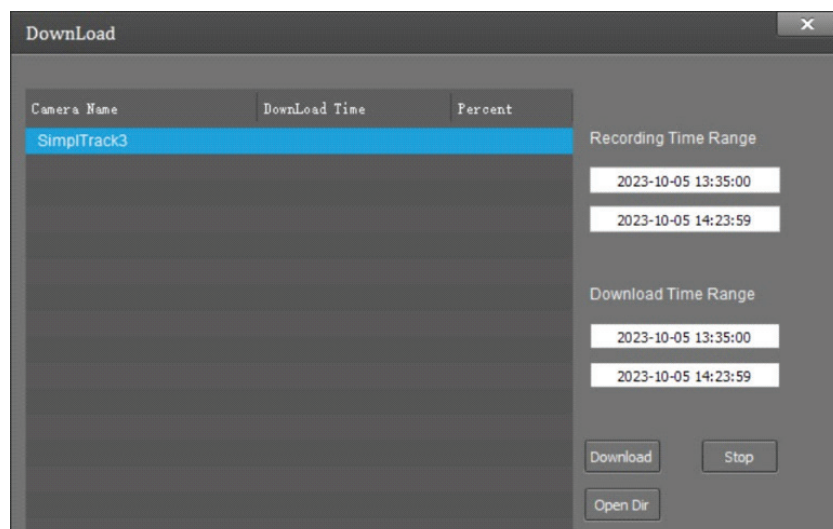 DownLoad
Camera Name DownLoad Time Percent
SimplTrack3
Recording Time Range
2023-10-05 13:35:00
2023-10-05 14:23:59
Download Time Range
2023-10-05 13:35:00
2023-10-05 14:23:59
Download Stop
Open Dir